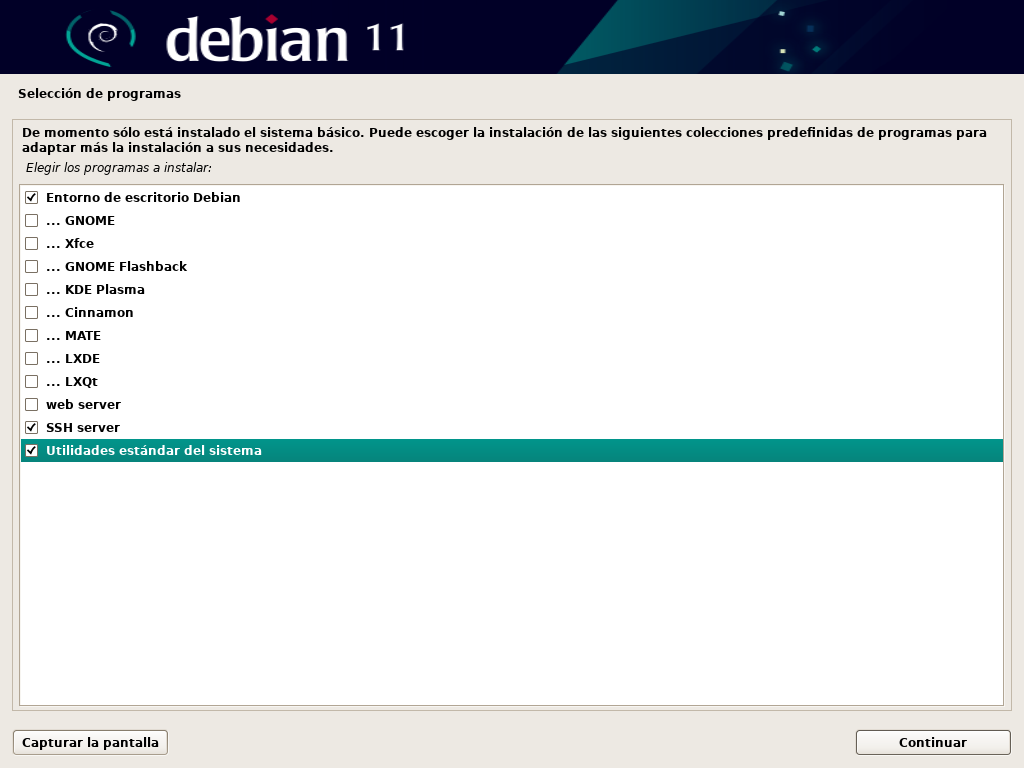 debian 11
Selección de programas
De momento sólo está instalado el sistema básico. Puede escoger la instalación de las siguientes colecciones predefinidas de programas para
adaptar más la instalación a sus necesidades.
Elegir los programas a instalar:
Entorno de escritorio Debian
... GNOME
... Xfce
... GNOME Flashback
... KDE Plasma
... Cinnamon
... MATE
... LXDE
... LXQt
web server
SSH server
Utilidades estándar del sistema
Capturar la pantalla
Continuar